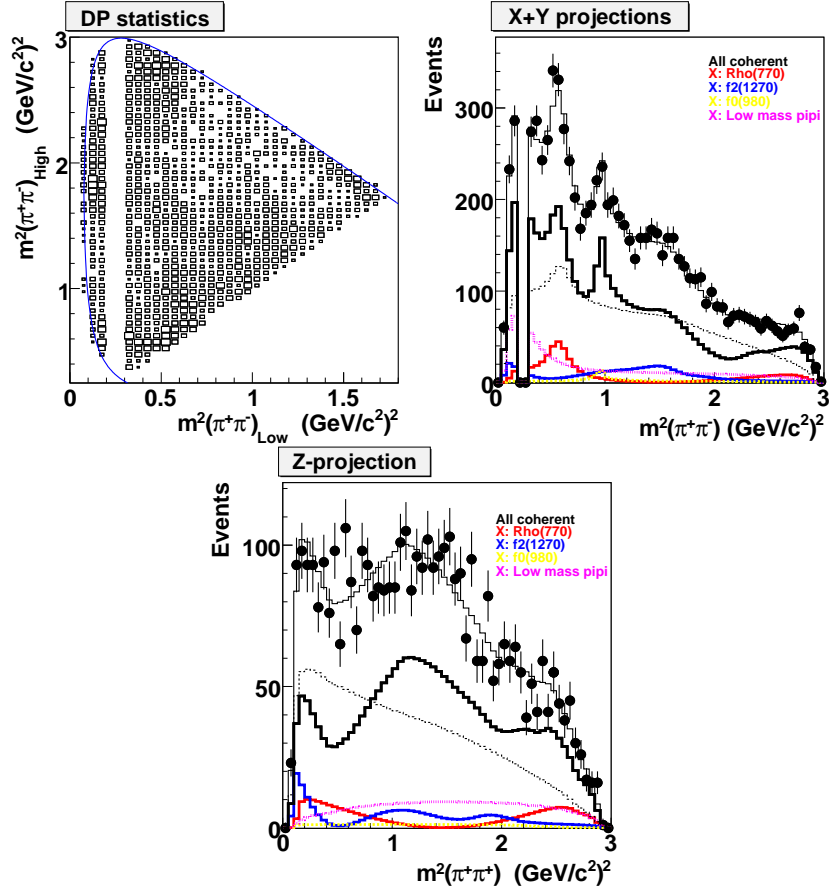 DP statistics
m²(π⁺π⁻)High (GeV/c²)²
3
2
1
0
0.5
1
1.5
m²(π⁺π⁻)Low (GeV/c²)²
X+Y projections
Events
300
200
100
0
0
1
2
3
All coherent
X: Rho(770)
X: f2(1270)
X: f0(980)
X: Low mass pipi
m²(π⁺π⁻) (GeV/c²)²
Z-projection
Events
100
50
0
0
1
2
3
All coherent
X: Rho(770)
X: f2(1270)
X: f0(980)
X: Low mass pipi
m²(π⁺π⁺) (GeV/c²)²